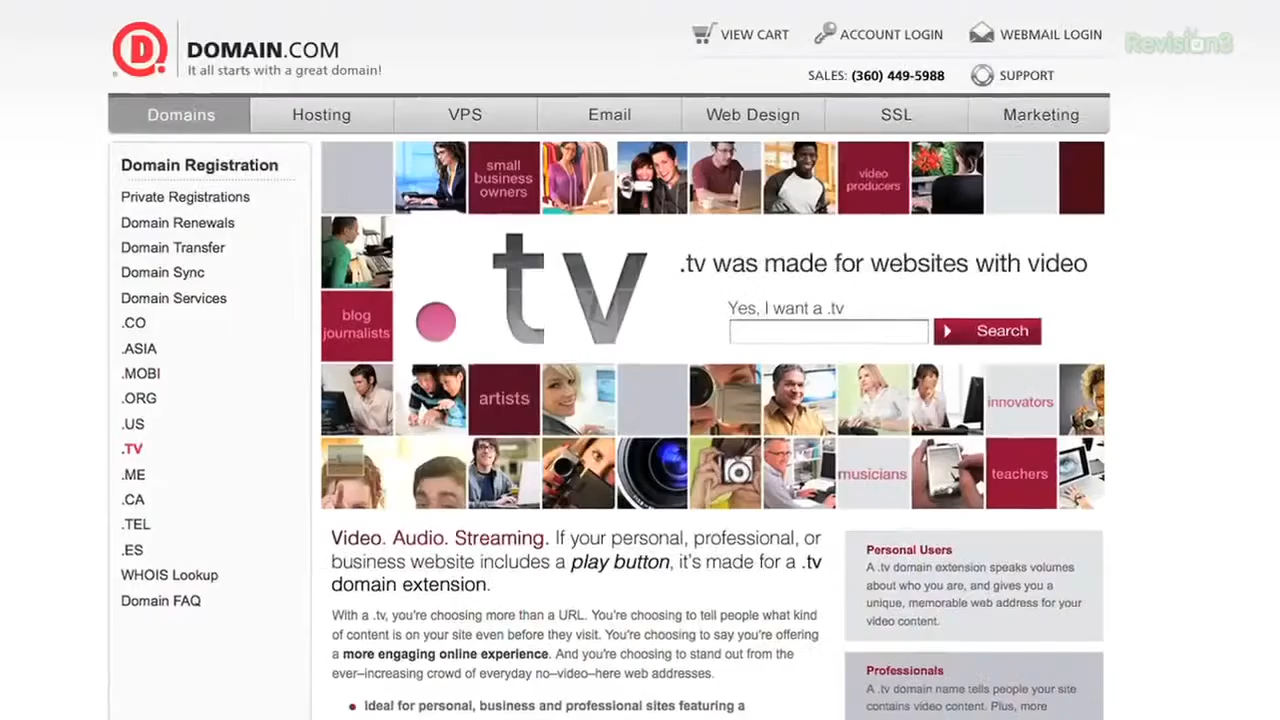 DOMAIN.COM
It all starts with a great domain!
VIEW CART
ACCOUNT LOGIN
WEBMAIL LOGIN
Revision3
SALES: (360) 449-5988
SUPPORT
Domains
Hosting
VPS
Email
Web Design
SSL
Marketing
Domain Registration
Private Registrations
Domain Renewals
Domain Transfer
Domain Sync
Domain Services
.CO
.ASIA
.MOBI
.ORG
.US
.TV
.ME
.CA
.TEL
.ES
WHOIS Lookup
Domain FAQ
small
business
owners
video
producers
.tv
.tv was made for websites with video
Yes, I want a .tv
Search
blog
journalists
artists
innovators
musicians
teachers
Video. Audio. Streaming. If your personal, professional, or
business website includes a play button, it's made for a .tv
domain extension.
With a .tv, you're choosing more than a URL. You're choosing to tell people what kind
of content is on your site even before they visit. You're choosing to say you're offering
a more engaging online experience. And you're choosing to stand out from the
ever–increasing crowd of everyday no–video–here web addresses.
• Ideal for personal, business and professional sites featuring a
Personal Users
A .tv domain extension speaks volumes
about who you are, and gives you a
unique, memorable web address for your
video content.
Professionals
A .tv domain name tells people your site
contains video content. Plus, more